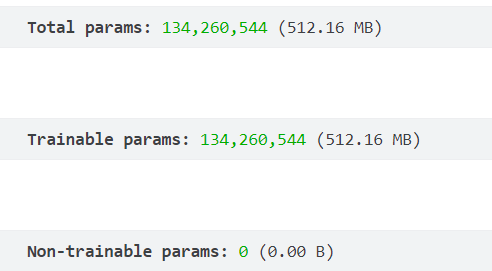 Total params: 134,260,544 (512.16 MB)
Trainable params: 134,260,544 (512.16 MB)
Non-trainable params: 0 (0.00 B)